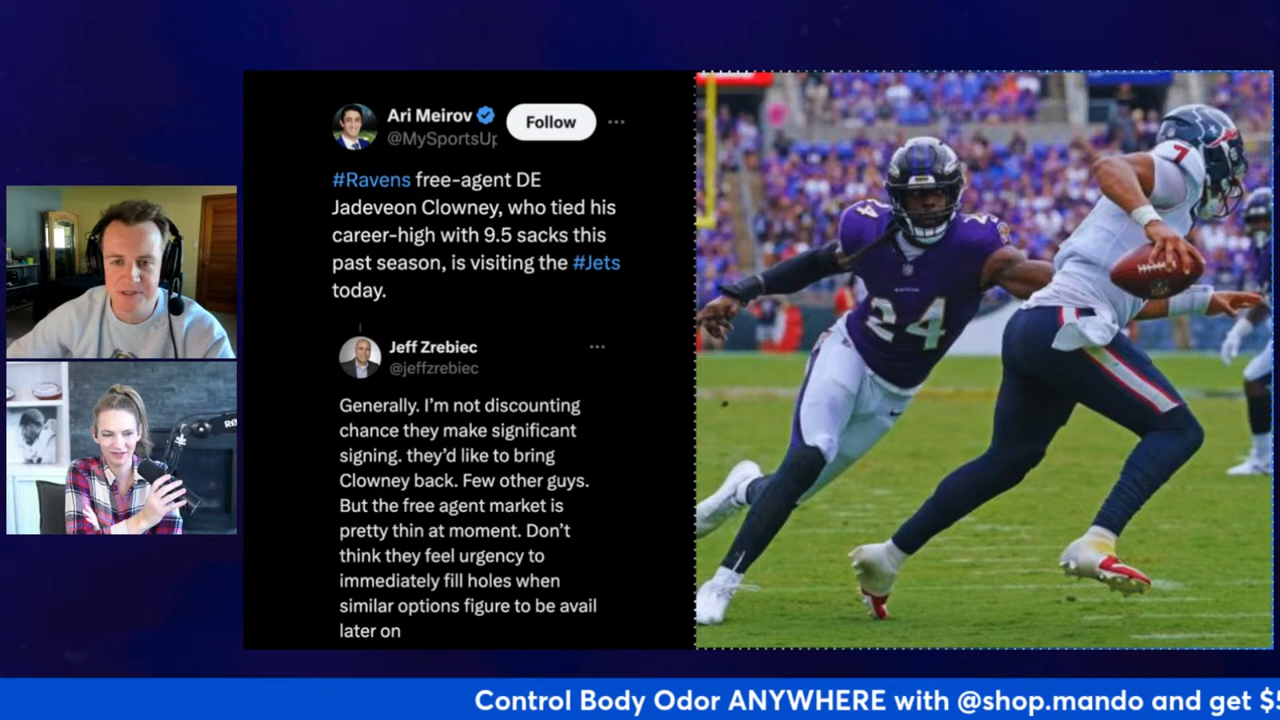 Ari Meirov
Follow
@MySportsUp
#Ravens free-agent DE
Jadeveon Clowney, who tied his
career-high with 9.5 sacks this
past season, is visiting the #Jets
today.
Jeff Zrebiec
@jeffzrebiec
Generally. I'm not discounting
chance they make significant
signing. they'd like to bring
Clowney back. Few other guys.
But the free agent market is
pretty thin at moment. Don't
think they feel urgency to
immediately fill holes when
similar options figure to be avail
later on
24
24
7
RØ
Control Body Odor ANYWHERE with @shop.mando and get $5